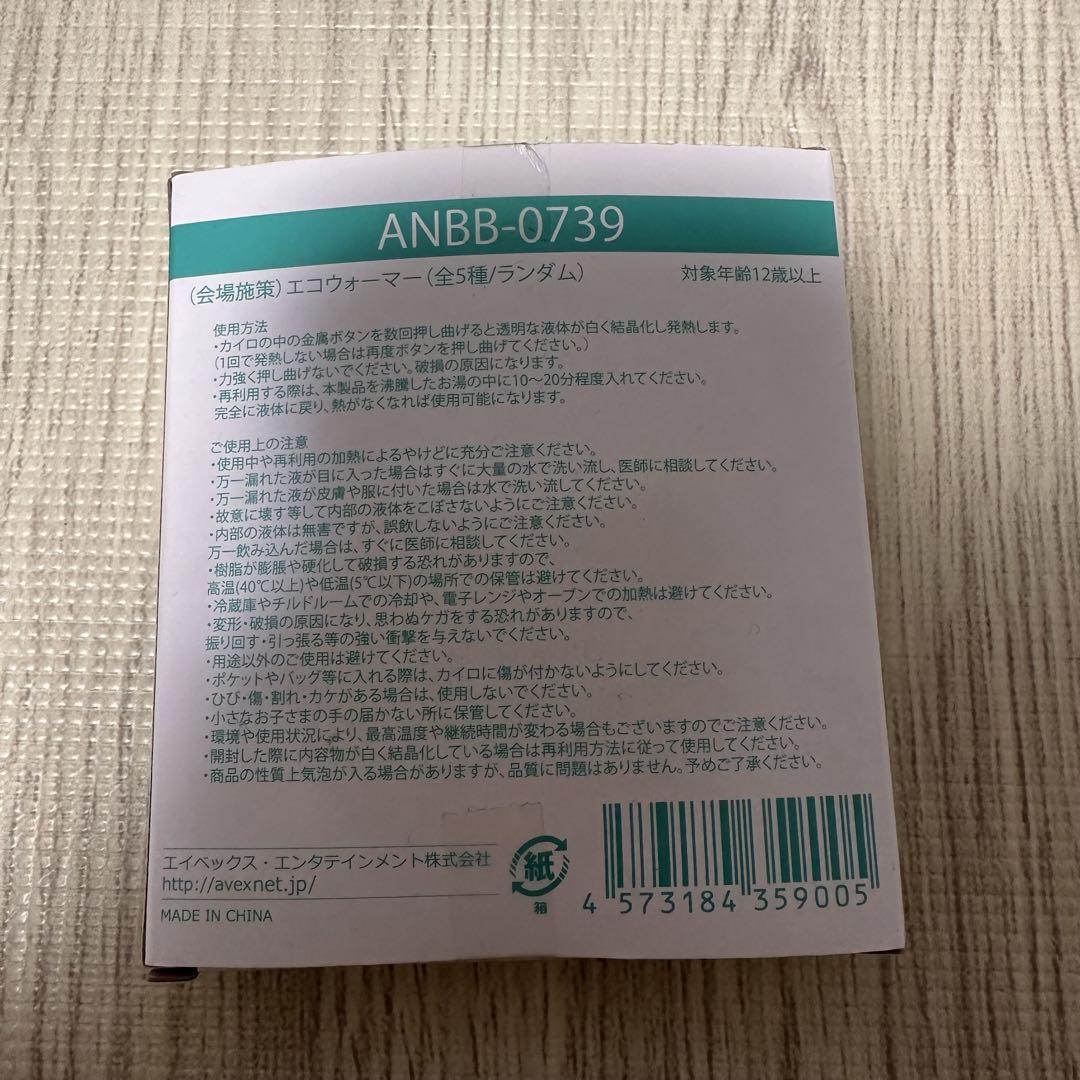 ANBB-0739
(会場施策)エコウォーマー(全5種/ランダム) 対象年齢12歳以上
使用方法
・カイロの中の金属ボタンを数回押し曲げると透明な液体が白く結晶化し発熱します。
(1回で発熱しない場合は再度ボタンを押し曲げてください。)
・力強く押し曲げないでください。破損の原因になります。
・再利用する際は、本製品を沸騰したお湯の中に10〜20分程度入れてください。
完全に液体に戻り、熱がなくなれば使用可能になります。
ご使用上の注意
・使用中や再利用の加熱によるやけどに充分ご注意ください。
・万一漏れた液が目に入った場合はすぐに大量の水で洗い流し、医師に相談してください。
・万一漏れた液が皮膚や服に付いた場合は水で洗い流してください。
・故意に壊す等して内部の液体をこぼさないようにご注意ください。
・内部の液体は無害ですが、誤飲しないようにご注意ください。
万一飲み込んだ場合は、すぐに医師に相談してください。
・樹脂が膨脹や硬化して破損する恐れがありますので、
高温(40℃以上)や低温(5℃以下)の場所での保管は避けてください。
・冷蔵庫やチルドルームでの冷却や、電子レンジやオーブンでの加熱は避けてください。
・変形・破損の原因になり、思わぬケガをする恐れがありますので、
振り回す・引っ張る等の強い衝撃を与えないでください。
・用途以外のご使用は避けてください。
・ポケットやバッグ等に入れる際は、カイロに傷が付かないようにしてください。
・ひび・傷・割れ・カケがある場合は、使用しないでください。
・小さなお子さまの手の届かない所に保管してください。
・環境や使用状況により、最高温度や継続時間が変わる場合もございますのでご注意ください。
・開封した際に内容物が白く結晶化している場合は再利用方法に従って使用してください。
・商品の性質上気泡が入る場合がありますが、品質に問題はありません。予めご了承ください。
エイベックス・エンタテインメント株式会社
http://avexnet.jp/
MADE IN CHINA
紙
箱
4 573184 359005